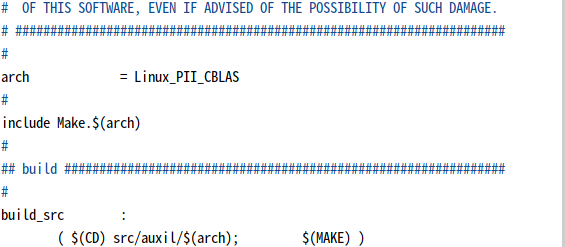 #  OF THIS SOFTWARE, EVEN IF ADVISED OF THE POSSIBILITY OF SUCH DAMAGE.
# ######################################################################
#
arch             = Linux_PII_CBLAS
#
include Make.$(arch)
#
## build ###############################################################
#
build_src        :
        ( $(CD) src/auxil/$(arch);         $(MAKE) )